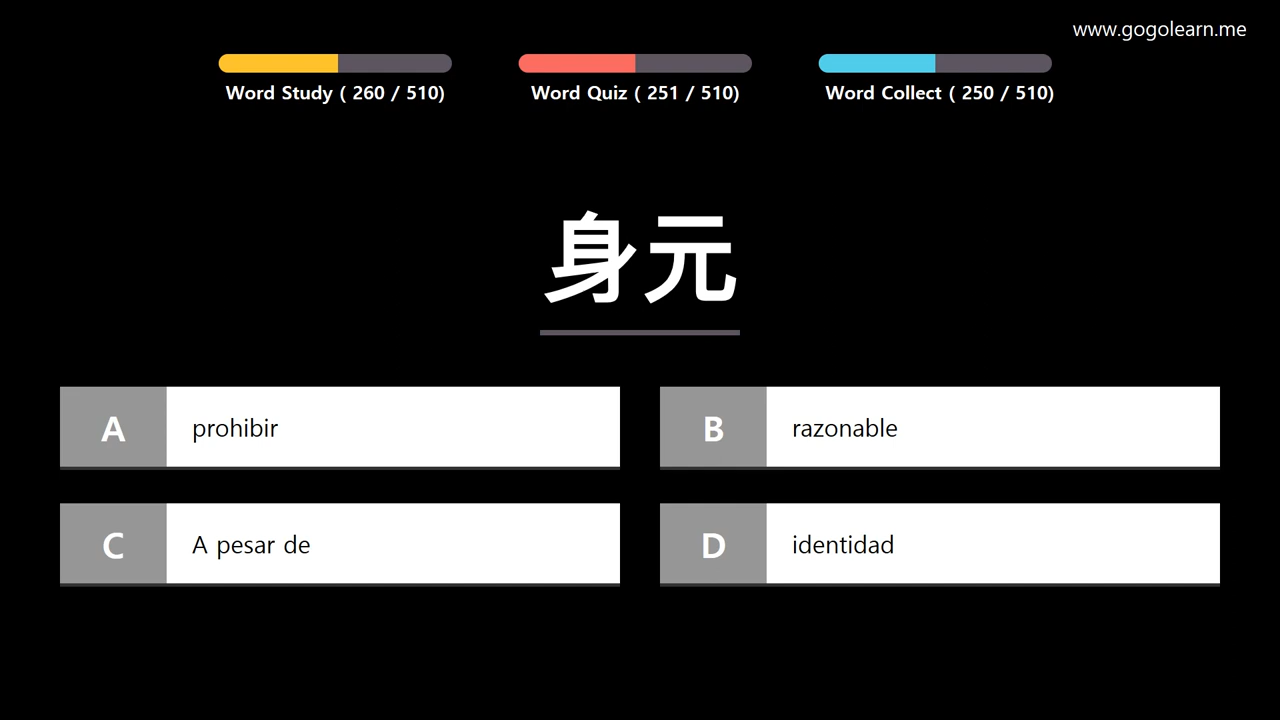 www.gogolearn.me
Word Study ( 260 / 510)
Word Quiz ( 251 / 510)
Word Collect ( 250 / 510)
身元
A prohibir
B razonable
C A pesar de
D identidad